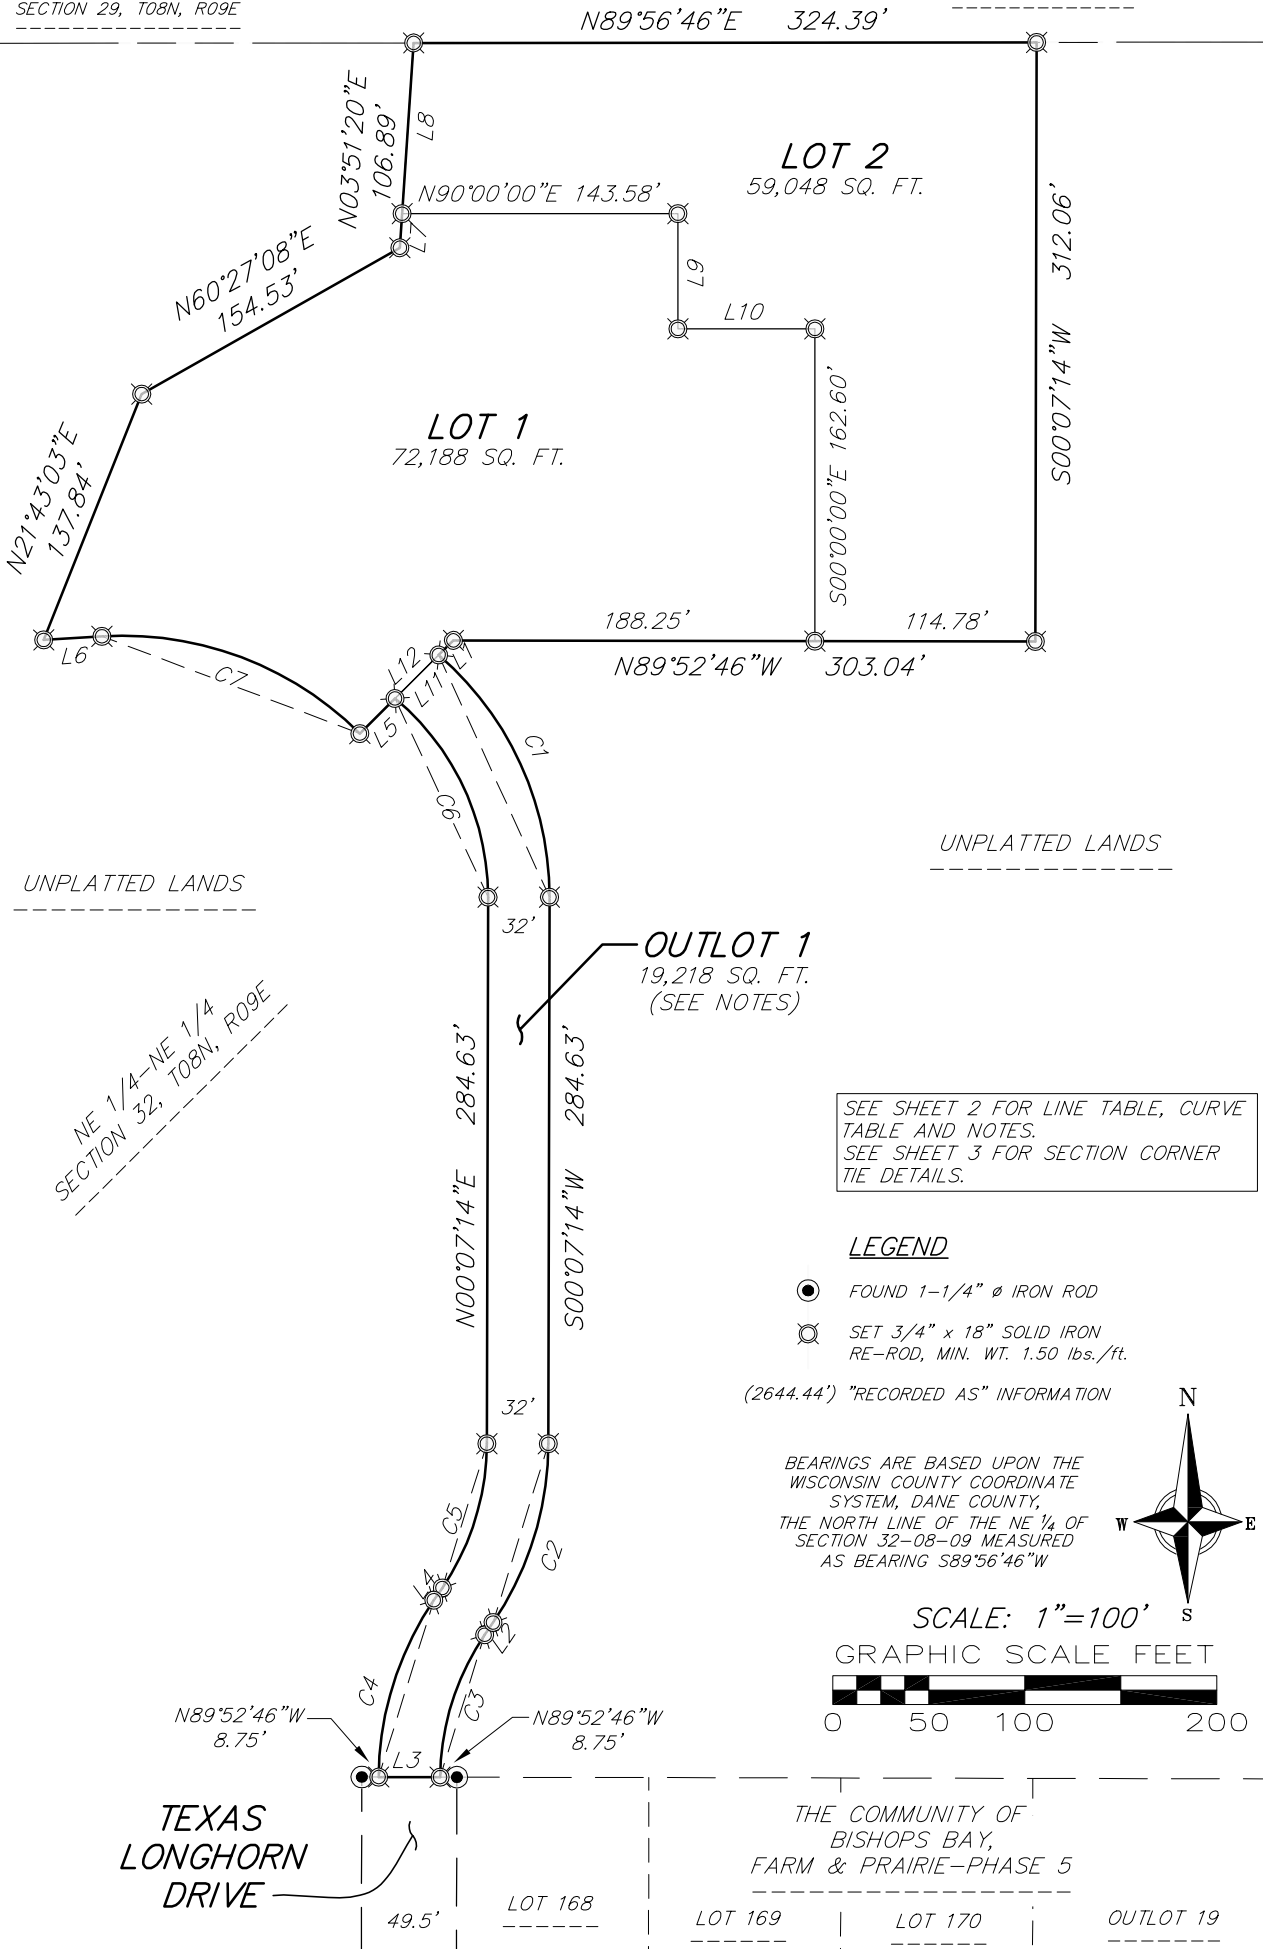 SECTION 29, T08N, R09E
N89°56'46"E 324.39'
N03°51'20"E
106.89'
L8
LOT 2
59,048 SQ. FT.
N90°00'00"E 143.58'
L7
312.06'
S00°07'14"W
N60°27'08"E
154.53'
L9
L10
LOT 1
72,188 SQ. FT.
S00°00'00"E 162.60'
N21°43'03"E
137.84'
188.25'
114.78'
N89°52'46"W 303.04'
L6
C7
L12
L11
L1
L5
C1
C6
UNPLATTED LANDS
UNPLATTED LANDS
32'
OUTLOT 1
19,218 SQ. FT.
(SEE NOTES)
NE 1/4-NE 1/4
SECTION 32, T08N, R09E
N00°07'14"E 284.63'
S00°07'14"W 284.63'
SEE SHEET 2 FOR LINE TABLE, CURVE
TABLE AND NOTES.
SEE SHEET 3 FOR SECTION CORNER
TIE DETAILS.
LEGEND
FOUND 1-1/4" ø IRON ROD
SET 3/4" x 18" SOLID IRON
RE-ROD, MIN. WT. 1.50 lbs./ft.
(2644.44') "RECORDED AS" INFORMATION
32'
BEARINGS ARE BASED UPON THE
WISCONSIN COUNTY COORDINATE
SYSTEM, DANE COUNTY,
THE NORTH LINE OF THE NE ¼ OF
SECTION 32-08-09 MEASURED
AS BEARING S89°56'46"W
N
W
E
S
C5
C2
L4
L2
SCALE: 1"=100'
GRAPHIC SCALE FEET
0 50 100 200
C4
C3
N89°52'46"W
8.75'
N89°52'46"W
8.75'
L3
TEXAS
LONGHORN
DRIVE
THE COMMUNITY OF
BISHOPS BAY,
FARM & PRAIRIE-PHASE 5
49.5'
LOT 168
LOT 169
LOT 170
OUTLOT 19